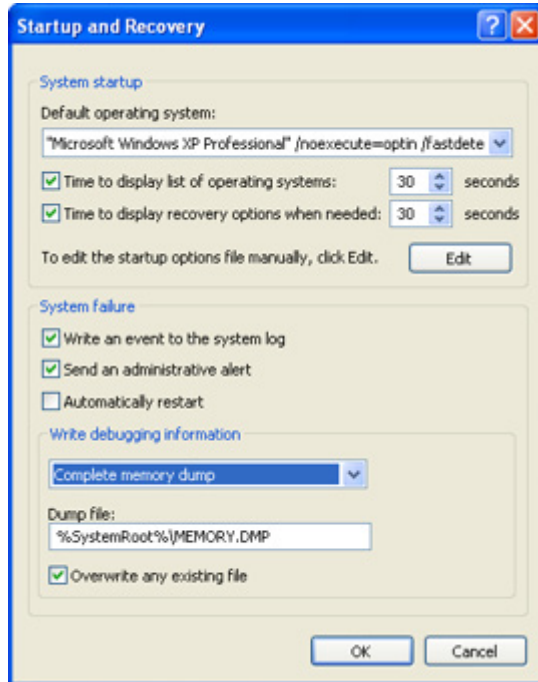 Startup and Recovery
System startup
Default operating system:
"Microsoft Windows XP Professional" /noexecute=optin /fastdete
Time to display list of operating systems: 30 seconds
Time to display recovery options when needed: 30 seconds
To edit the startup options file manually, click Edit. Edit
System failure
Write an event to the system log
Send an administrative alert
Automatically restart
Write debugging information
Complete memory dump
Dump file:
%SystemRoot%\MEMORY.DMP
Overwrite any existing file
OK Cancel